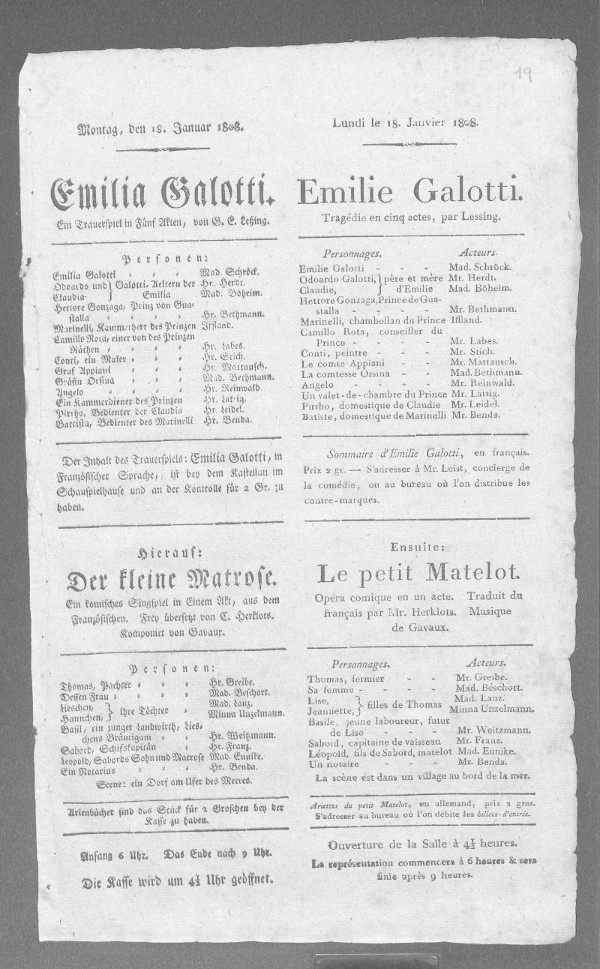 19
Montag, den 18. Januar 1808.
Emilia Galotti.
Ein Trauerspiel in Fünf Akten, von G. E. Leßing.
Personen:
Emilia Galotti - - - Mad. Schröck.
Odoardo und } Galotti, Aeltern der Hr. Herdt.
Claudia } Emilia Mad. Böheim.
Hettore Gonzaga, Prinz von Gua-
stalla - - - Hr. Bethmann.
Marinelli, Kammerherr des Prinzen Iffland.
Camillo Rota, einer von des Prinzen
Räthen - - - Hr. Labes.
Conti, ein Maler - - - Hr. Stich.
Graf Appiani - - - Hr. Mattausch.
Gräfin Orsina - - - Mad. Bethmann.
Angelo - - - Hr. Reinwald.
Ein Kammerdiener des Prinzen Hr. Lattig.
Pirrho, Bedienter der Claudia Hr. Leidel.
Battista, Bedienter des Marinelli Hr. Benda.
Der Inhalt des Trauerspiels: Emilia Galotti, in
Französischer Sprache, ist bey dem Kastellan im
Schauspielhause und an der Kontrolle für 2 Gr. zu
haben.
Hierauf:
Der kleine Matrose.
Ein komisches Singspiel in Einem Akt, aus dem
Französischen. Frey übersetzt von C. Herklots.
Komponirt von Gavaux.
Personen:
Thomas, Pachter - - - Hr. Greibe.
Dessen Frau - - - Mad. Beschort.
Lieschen, } ihre Töchter - Mad. Lanz.
Hannchen, } Minna Unzelmann.
Basil, ein junger Landwirth, Lies-
chens Bräutigam - - Hr. Weitzmann.
Sabord, Schifskapitän - Hr. Franz.
Leopold, Sabords Sohn und Matrose Mad. Eunike.
Ein Notarius - - - Hr. Benda.
Scene: ein Dorf am Ufer des Meeres.
Arienbücher sind das Stück für 2 Groschen bey der
Kasse zu haben.
Anfang 6 Uhr. Das Ende nach 9 Uhr.
Die Kasse wird um 4½ Uhr geöffnet.
Lundi le 18. Janvier 1808.
Emilie Galotti.
Tragédie en cinq actes, par Lessing.
Personnages. Acteurs.
Emilie Galotti - - - Mad. Schröck.
Odoardo Galotti, } père et mère Mr. Herdt.
Claudie, } d'Emilie Mad. Böheim.
Hettore Gonzaga, Prince de Gua-
stalla - - - Mr. Bethmann.
Marinelli, chambellan du Prince Iffland.
Camillo Rota, conseiller du
Prince - - - Mr. Labes.
Conti, peintre - - - Mr. Stich.
Le comte Appiani - - Mr. Mattausch.
La comtesse Orsina - - Mad. Bethmann.
Angelo - - - Mr. Reinwald.
Un valet-de-chambre du Prince Mr. Lattig.
Pirrho, domestique de Claudie Mr. Leidel.
Batiste, domestique de Marinelli Mr. Benda.
Sommaire d'Emilie Galotti, en français.
Prix 2 gr. — S'adresser à Mr. Leist, concierge de
la comédie, ou au bureau où l'on distribue les
contre-marques.
Ensuite:
Le petit Matelot.
Opéra comique en un acte. Traduit du
français par Mr. Herklots. Musique
de Gavaux.
Personnages. Acteurs.
Thomas, fermier - - Mr. Greibe.
Sa femme - - - Mad. Böschort.
Lise, } filles de Thomas Mad. Lanz.
Jeannette, } Minna Unzelmann.
Basile, jeune laboureur, futur
de Lise - - - Mr. Weitzmann.
Sabord, capitaine de vaisseau Mr. Franz.
Léopold, fils de Sabord, matelot Mad. Eunike.
Un notaire - - - Mr. Benda.
La scène est dans un village au bord de la mer.
Ariettes du petit Matelot, en allemand, prix 2 gros.
S'adresser au bureau où l'on débite les billets-d'entrée.
Ouverture de la Salle à 4½ heures.
La représentation commencera à 6 heures & sera
finie après 9 heures.